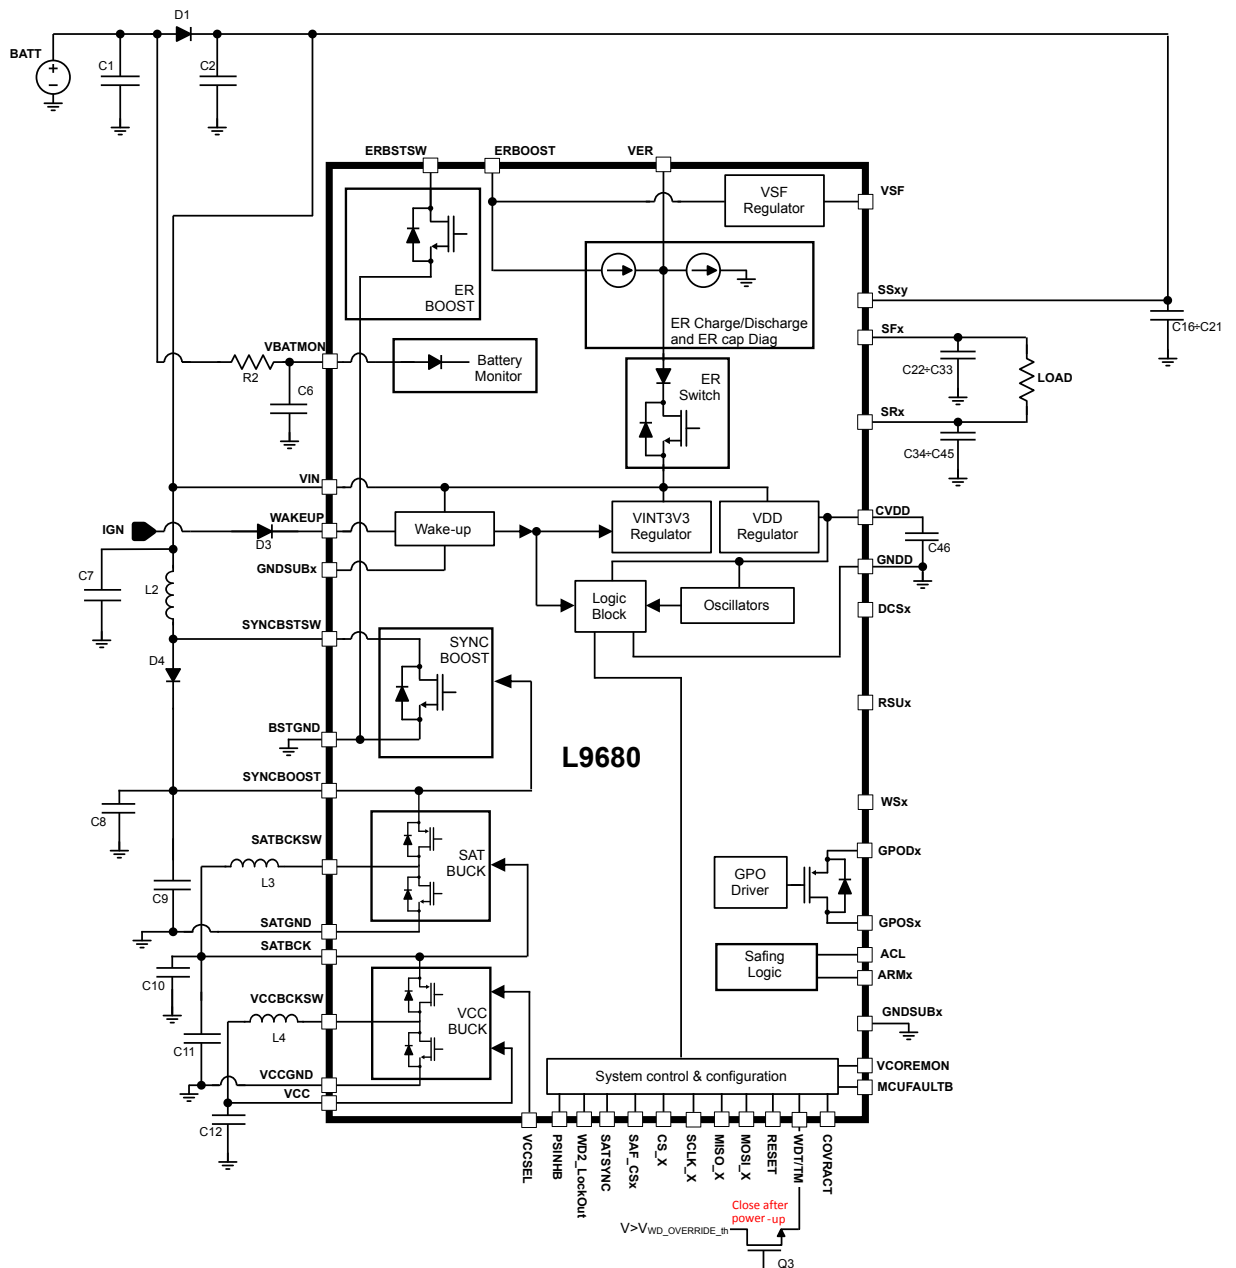 D1
BATT
C1
C2
ERBSTSW
ERBOOST
VER
VSF
Regulator
VSF
ER
BOOST
SSxy
ER Charge/Discharge
and ER cap Diag
C16÷C21
SFx
VBATMON
Battery
Monitor
R2
C6
ER
Switch
C22÷C33
LOAD
SRx
C34÷C45
VIN
IGN
WAKEUP
D3
Wake-up
VINT3V3
Regulator
VDD
Regulator
CVDD
C46
GNDSUBx
GNDD
C7
L2
Logic
Block
Oscillators
DCSx
SYNCBSTSW
SYNC
BOOST
D4
RSUx
BSTGND
L9680
SYNCBOOST
WSx
C8
SATBCKSW
L3
SAT
BUCK
GPODx
GPO
Driver
C9
SATGND
GPOSx
SATBCK
Safing
Logic
ACL
ARMx
C10
VCCBCKSW
L4
VCC
BUCK
GNDSUBx
C11
VCCGND
VCC
System control & configuration
VCOREMON
MCUFAULTB
C12
VCCSEL
PSINHB
WD2_LockOut
SATSYNC
SAF_CSx
CS_X
SCLK_X
MISO_X
MOSI_X
RESET
WDT/TM
COVRACT
Close after
power-up
V>VWD_OVERRIDE_th
Q3